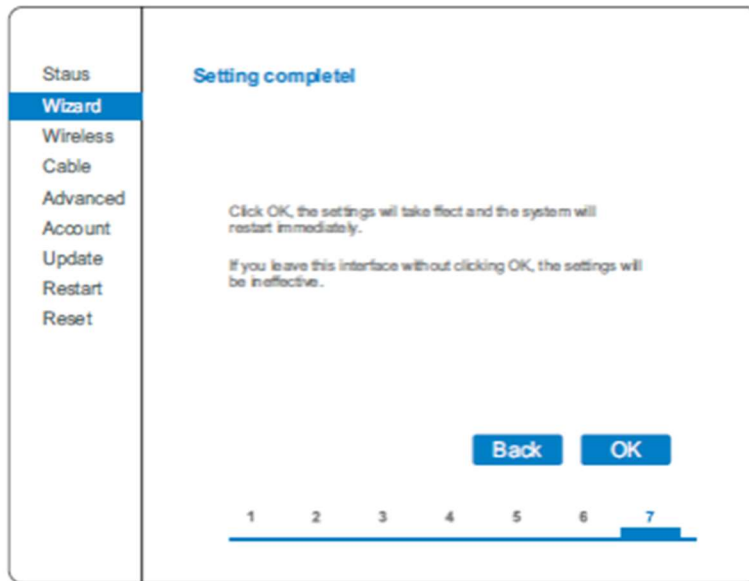 Staus
Wizard
Wireless
Cable
Advanced
Account
Update
Restart
Reset
Setting completel
Click OK, the settings wil take ffect and the system will
restart immediately.
If you leave this interface without clicking OK, the settings will
be ineffective.
Back OK
1 2 3 4 5 6 7